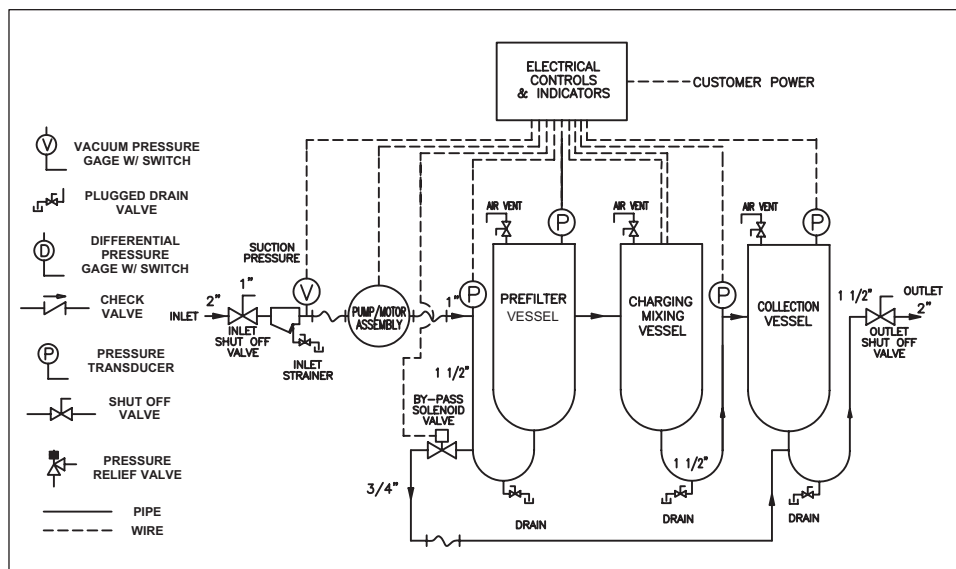 ELECTRICAL
CONTROLS
& INDICATORS
CUSTOMER POWER
V
VACUUM PRESSURE
GAGE W/ SWITCH
PLUGGED DRAIN
VALVE
D
DIFFERENTIAL
PRESSURE
GAGE W/ SWITCH
CHECK
VALVE
P
PRESSURE
TRANSDUCER
SHUT OFF
VALVE
PRESSURE
RELIEF VALVE
PIPE
WIRE
SUCTION
PRESSURE
V
INLET
2"
1"
INLET
SHUT OFF
VALVE
INLET
STRAINER
PUMP/MOTOR
ASSEMBLY
1"
P
1 1/2"
BY-PASS
SOLENOID
VALVE
3/4"
AIR VENT
P
PREFILTER
VESSEL
DRAIN
AIR VENT
CHARGING
MIXING
VESSEL
1 1/2"
DRAIN
P
AIR VENT
P
COLLECTION
VESSEL
DRAIN
1 1/2"
OUTLET
2"
OUTLET
SHUT OFF
VALVE